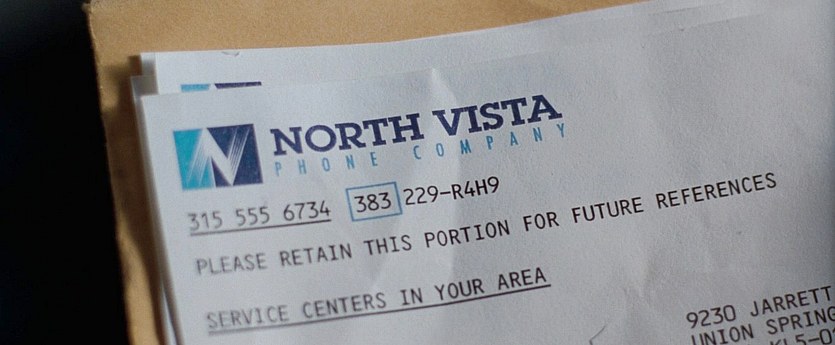 NORTH VISTA
PHONE COMPANY
315 555 6734 383 229-R4H9
PLEASE RETAIN THIS PORTION FOR FUTURE REFERENCES
SERVICE CENTERS IN YOUR AREA
9230 JARRETT
UNION